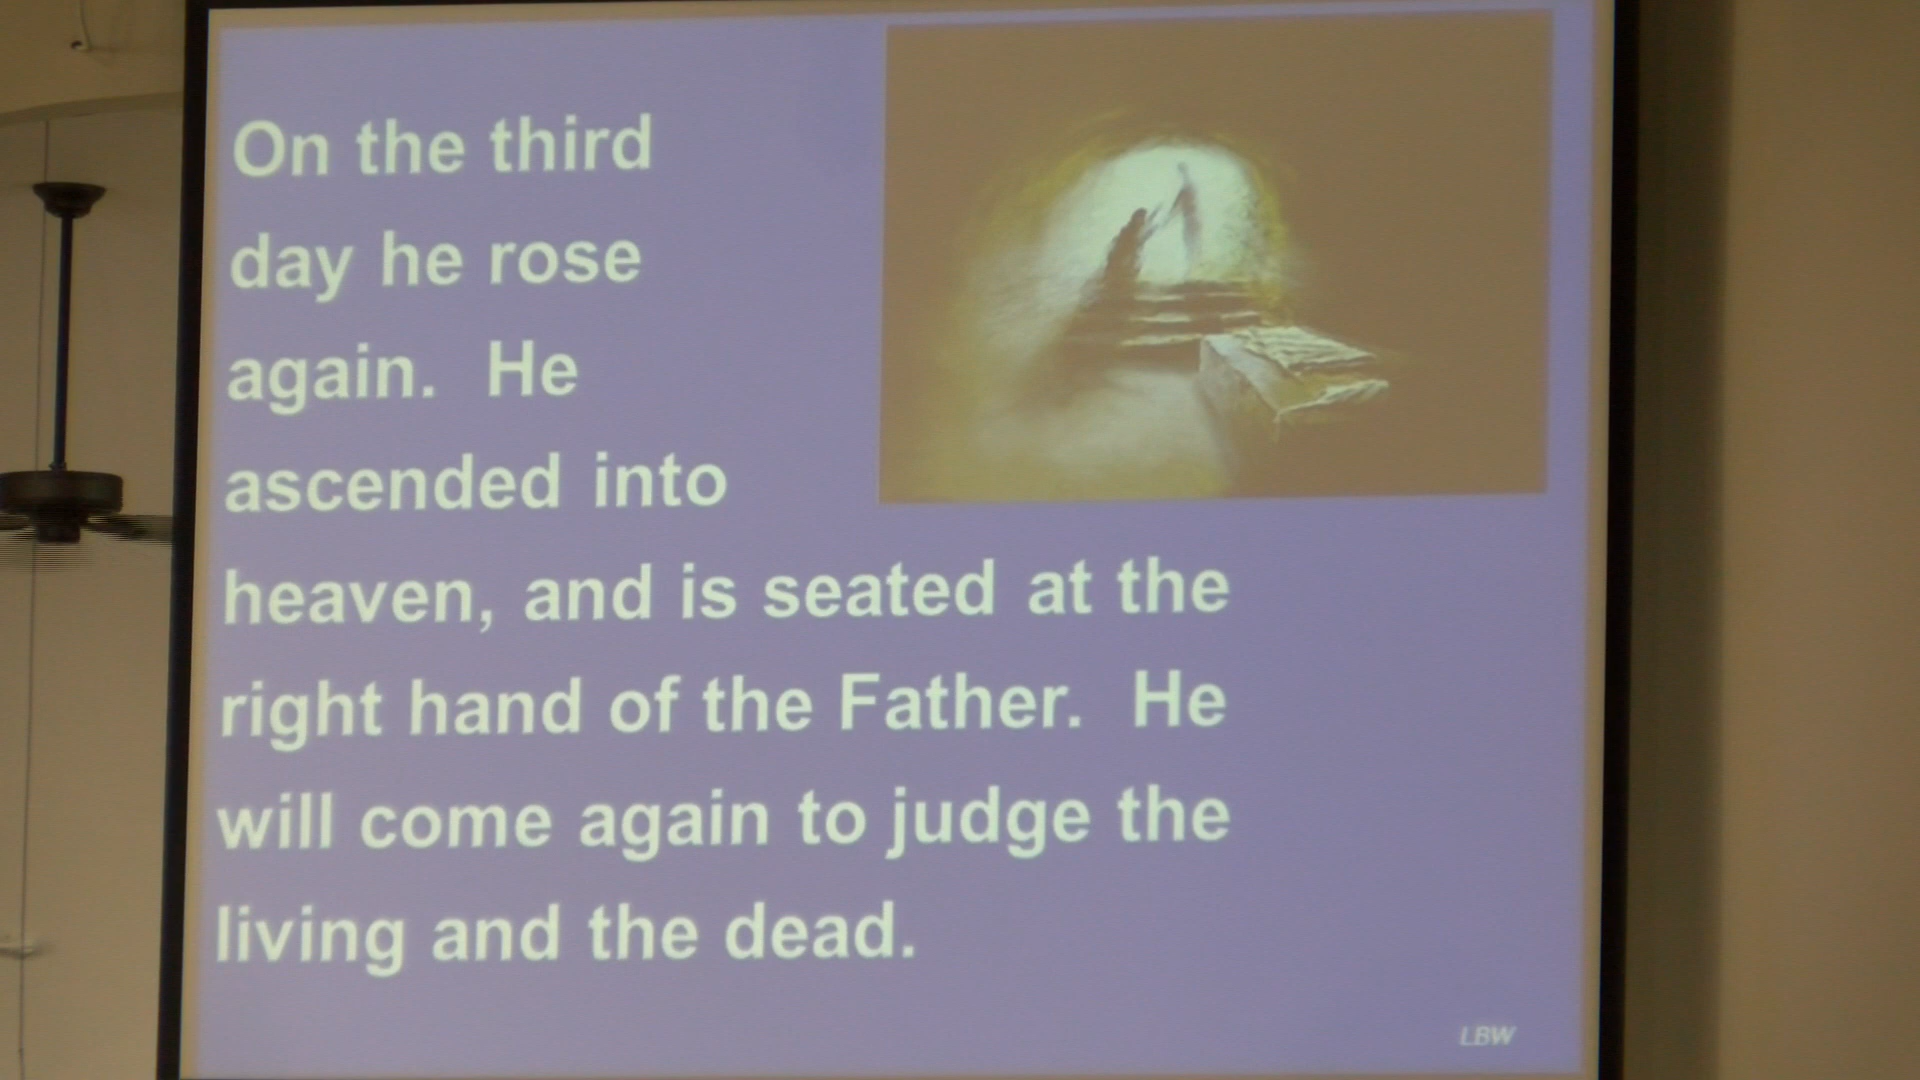 On the third
day he rose
again.  He
ascended into
heaven, and is seated at the
right hand of the Father.  He
will come again to judge the
living and the dead.
LBW